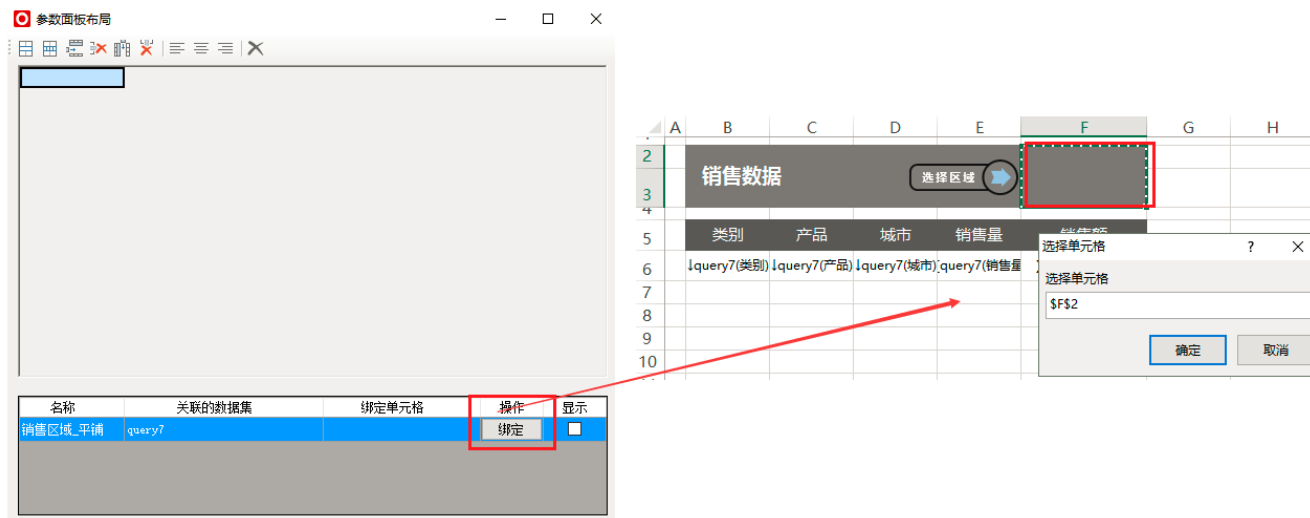 参数面板布局
A B C D E F G H
2
销售数据
选择区域
3
4
5 类别 产品 城市 销售量 销售额
选择单元格 ?
6 ↓query7(类别) ↓query7(产品) ↓query7(城市) query7(销售量
选择单元格
7
$F$2
8
9
确定 取消
10
名称 关联的数据集 绑定单元格 操作 显示
销售区域_平铺 query7 绑定